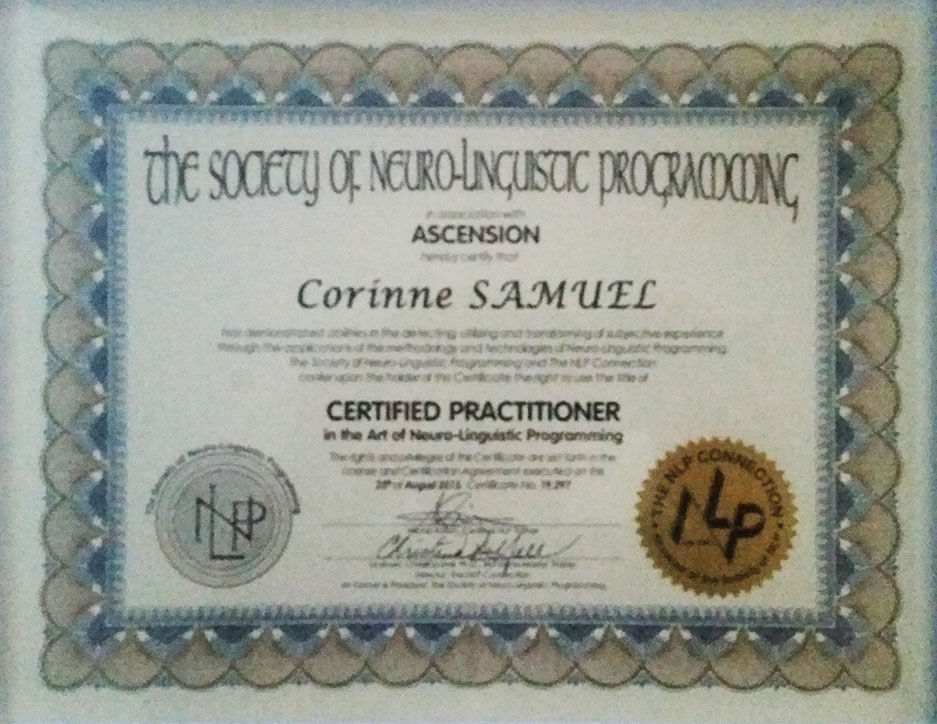 The Society of Neuro-Linguistic Programming
in association with
ASCENSION
hereby certify that
Corinne SAMUEL
has demonstrated abilities in the detecting utilising and transforming of subjective experience
through the applications of the methodology and technologies of Neuro-Linguistic Programming
The Society of Neuro-Linguistic Programming and The NLP Connection
confer upon the holder of this Certificate the right to use the title of
CERTIFIED PRACTITIONER
in the Art of Neuro-Linguistic Programming
The rights and privileges of the Certificate are set forth in the
License and Certification Agreement executed on the
of August Certificate No.
NLP
THE NLP CONNECTION
NLP